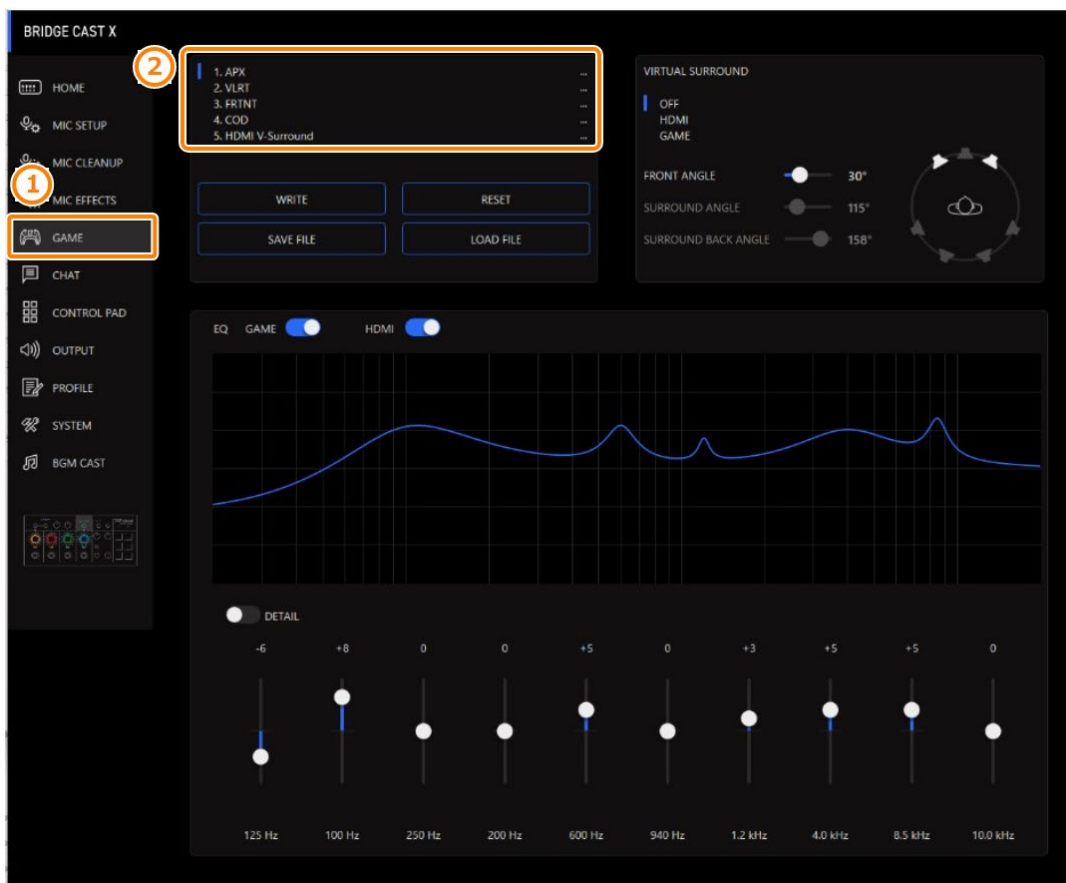 BRIDGE CAST X
2
1. APX ...
2. VLRT ...
3. FRTNT ...
4. COD ...
5. HDMI V-Surround ...
VIRTUAL SURROUND
OFF
HDMI
GAME
HOME
MIC SETUP
MIC CLEANUP
1
MIC EFFECTS
GAME
CHAT
CONTROL PAD
OUTPUT
PROFILE
SYSTEM
BGM CAST
WRITE RESET
SAVE FILE LOAD FILE
FRONT ANGLE 30°
SURROUND ANGLE 115°
SURROUND BACK ANGLE 158°
EQ GAME HDMI
DETAIL
-6 +8 0 0 +5 0 +3 +5 +5 0
125 Hz 100 Hz 250 Hz 200 Hz 600 Hz 940 Hz 1.2 kHz 4.0 kHz 8.5 kHz 10.0 kHz